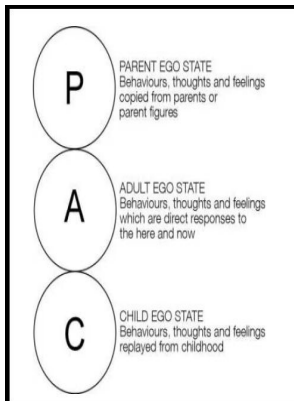 P
PARENT EGO STATE
Behaviours, thoughts and feelings
copied from parents or
parent figures
A
ADULT EGO STATE
Behaviours, thoughts and feelings
which are direct responses to
the here and now
C
CHILD EGO STATE
Behaviours, thoughts and feelings
replayed from childhood